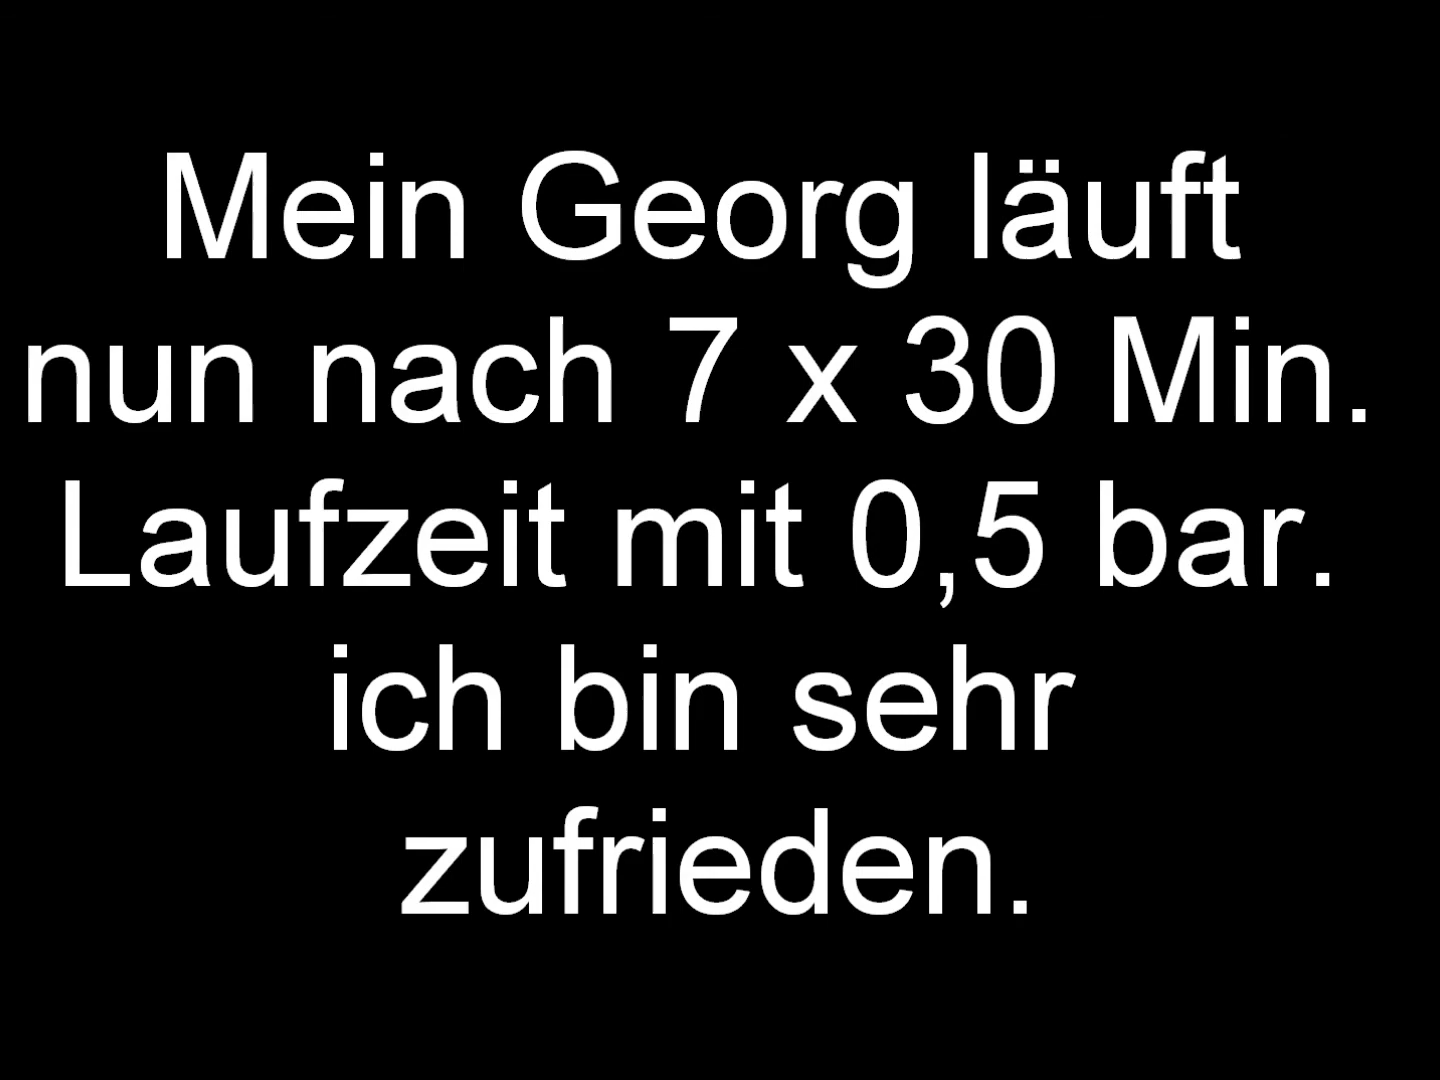 Mein Georg läuft
nun nach 7 x 30 Min.
Laufzeit mit 0,5 bar.
ich bin sehr
zufrieden.